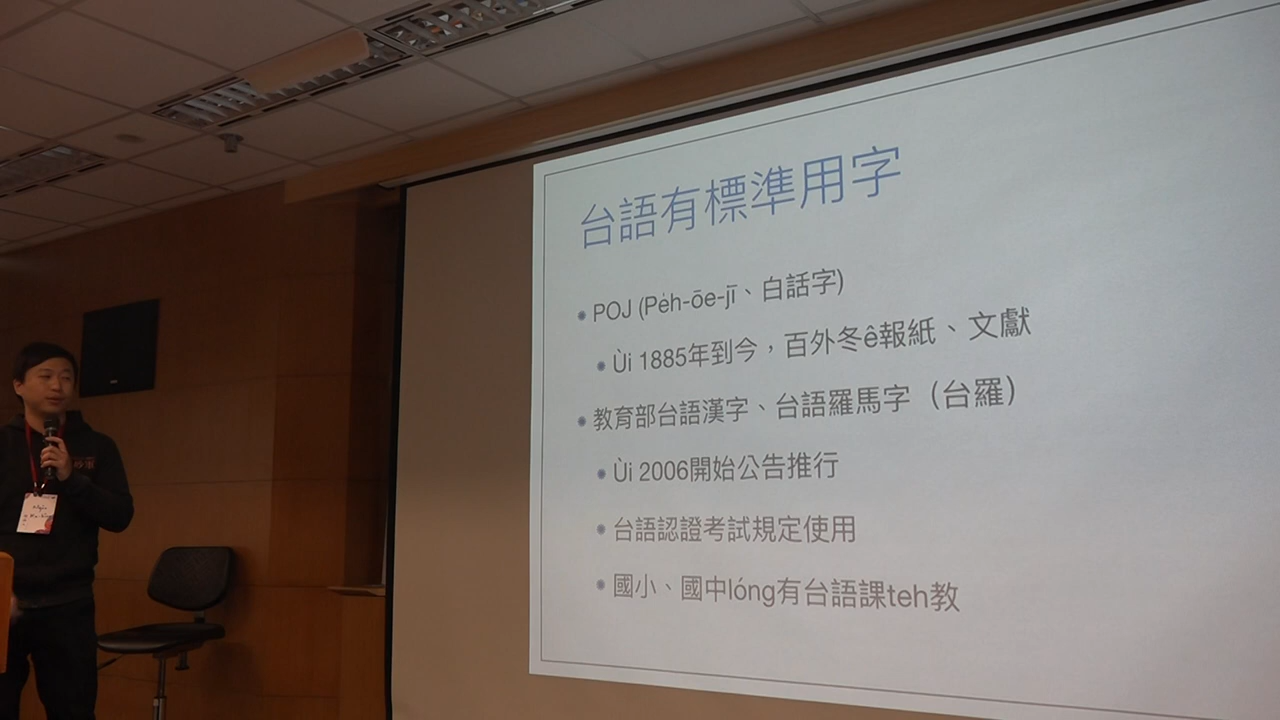 台語有標準用字
POJ (Pe̍h-ōe-jī、白話字)
Ùi 1885年到今，百外冬ê報紙、文獻
教育部台語漢字、台語羅馬字（台羅）
Ùi 2006開始公告推行
台語認證考試規定使用
國小、國中lóng有台語課teh教